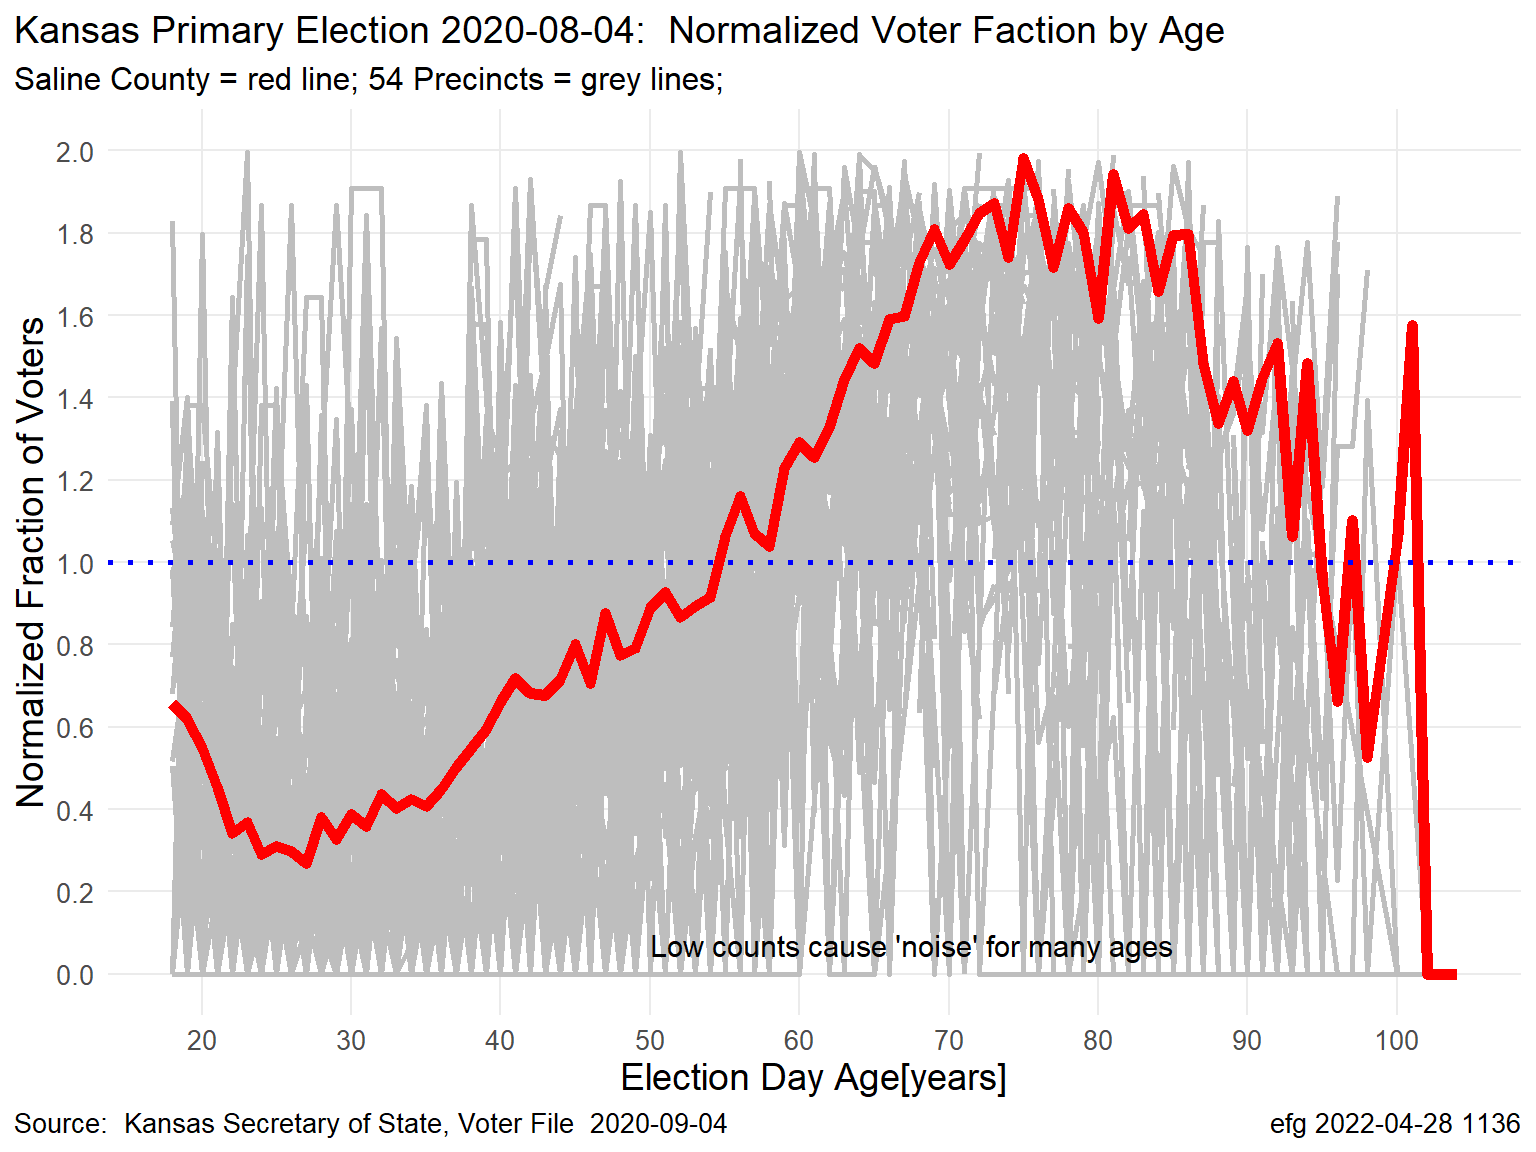 Kansas Primary Election 2020-08-04:  Normalized Voter Faction by Age
Saline County = red line; 54 Precincts = grey lines;
Normalized Fraction of Voters
2.0
1.8
1.6
1.4
1.2
1.0
0.8
0.6
0.4
0.2
0.0
Low counts cause 'noise' for many ages
20 30 40 50 60 70 80 90 100
Election Day Age[years]
Source:  Kansas Secretary of State, Voter File  2020-09-04
efg 2022-04-28 1136